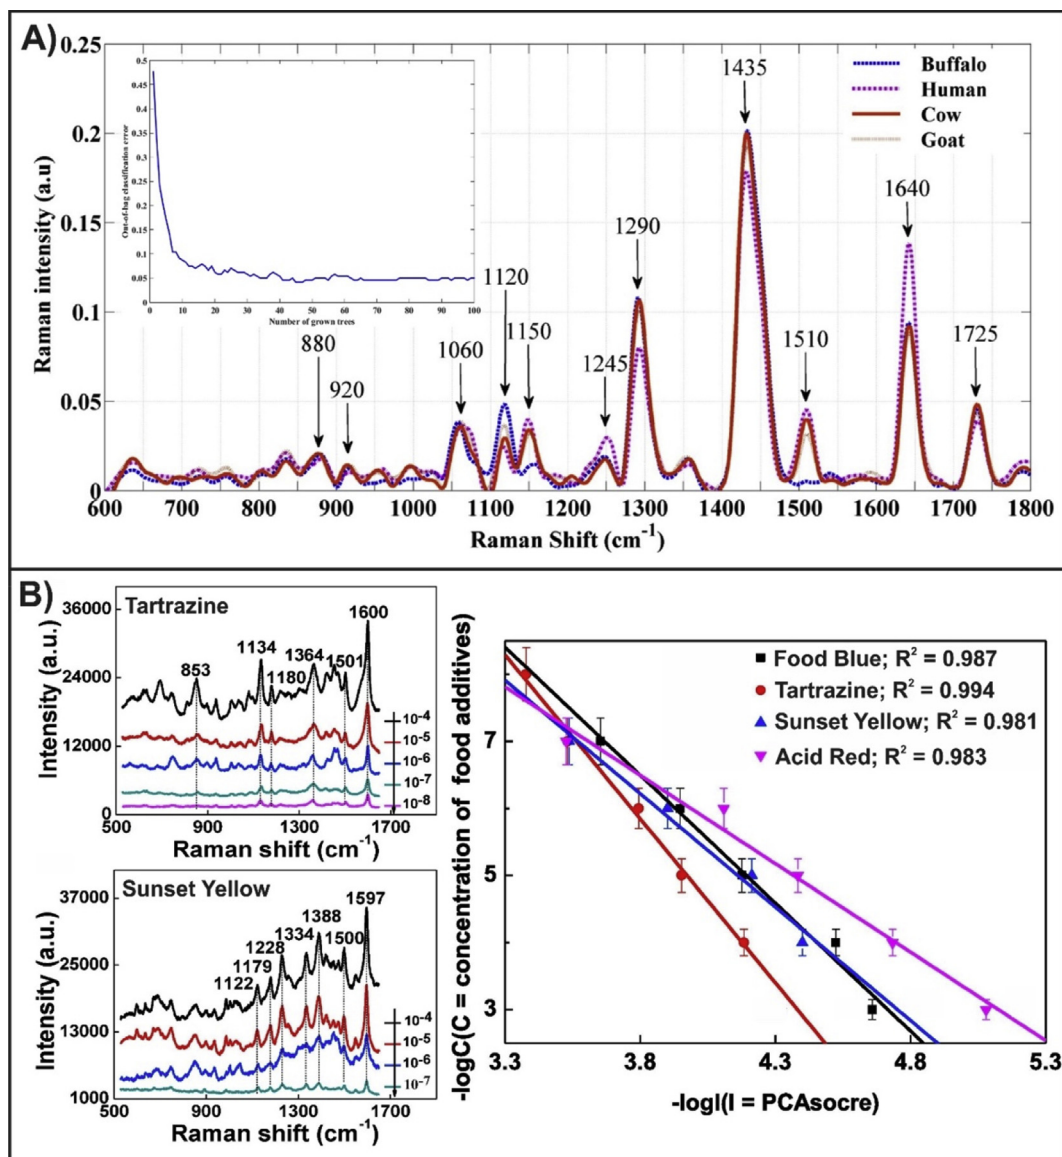 A)
0.25
0.2
0.15
0.1
0.05
0
Raman intensity (a.u)
600 700 800 900 1000 1100 1200 1300 1400 1500 1600 1700 1800
Raman Shift (cm⁻¹)
880
920
1060
1120
1150
1245
1290
1435
1510
1640
1725
Buffalo
Human
Cow
Goat
0.5
0.45
0.4
0.35
0.3
0.25
0.2
0.15
0.1
0.05
0
Out-of-bag classification error
0 10 20 30 40 50 60 70 80 90 100
Number of grown trees
B)
Tartrazine
36000
24000
12000
0
Intensity (a.u.)
853
1134
1180
1364
1501
1600
10-4
10-5
10-6
10-7
10-8
500 900 1300 1700
Raman shift (cm⁻¹)
Sunset Yellow
37000
25000
13000
1000
Intensity (a.u.)
1122
1179
1228
1334
1388
1500
1597
10-4
10-5
10-6
10-7
500 900 1300 1700
Raman shift (cm⁻¹)
-logC(C = concentration of food additives)
7
5
3
Food Blue; R² = 0.987
Tartrazine; R² = 0.994
Sunset Yellow; R² = 0.981
Acid Red; R² = 0.983
3.3 3.8 4.3 4.8 5.3
-logI(I = PCAsocre)